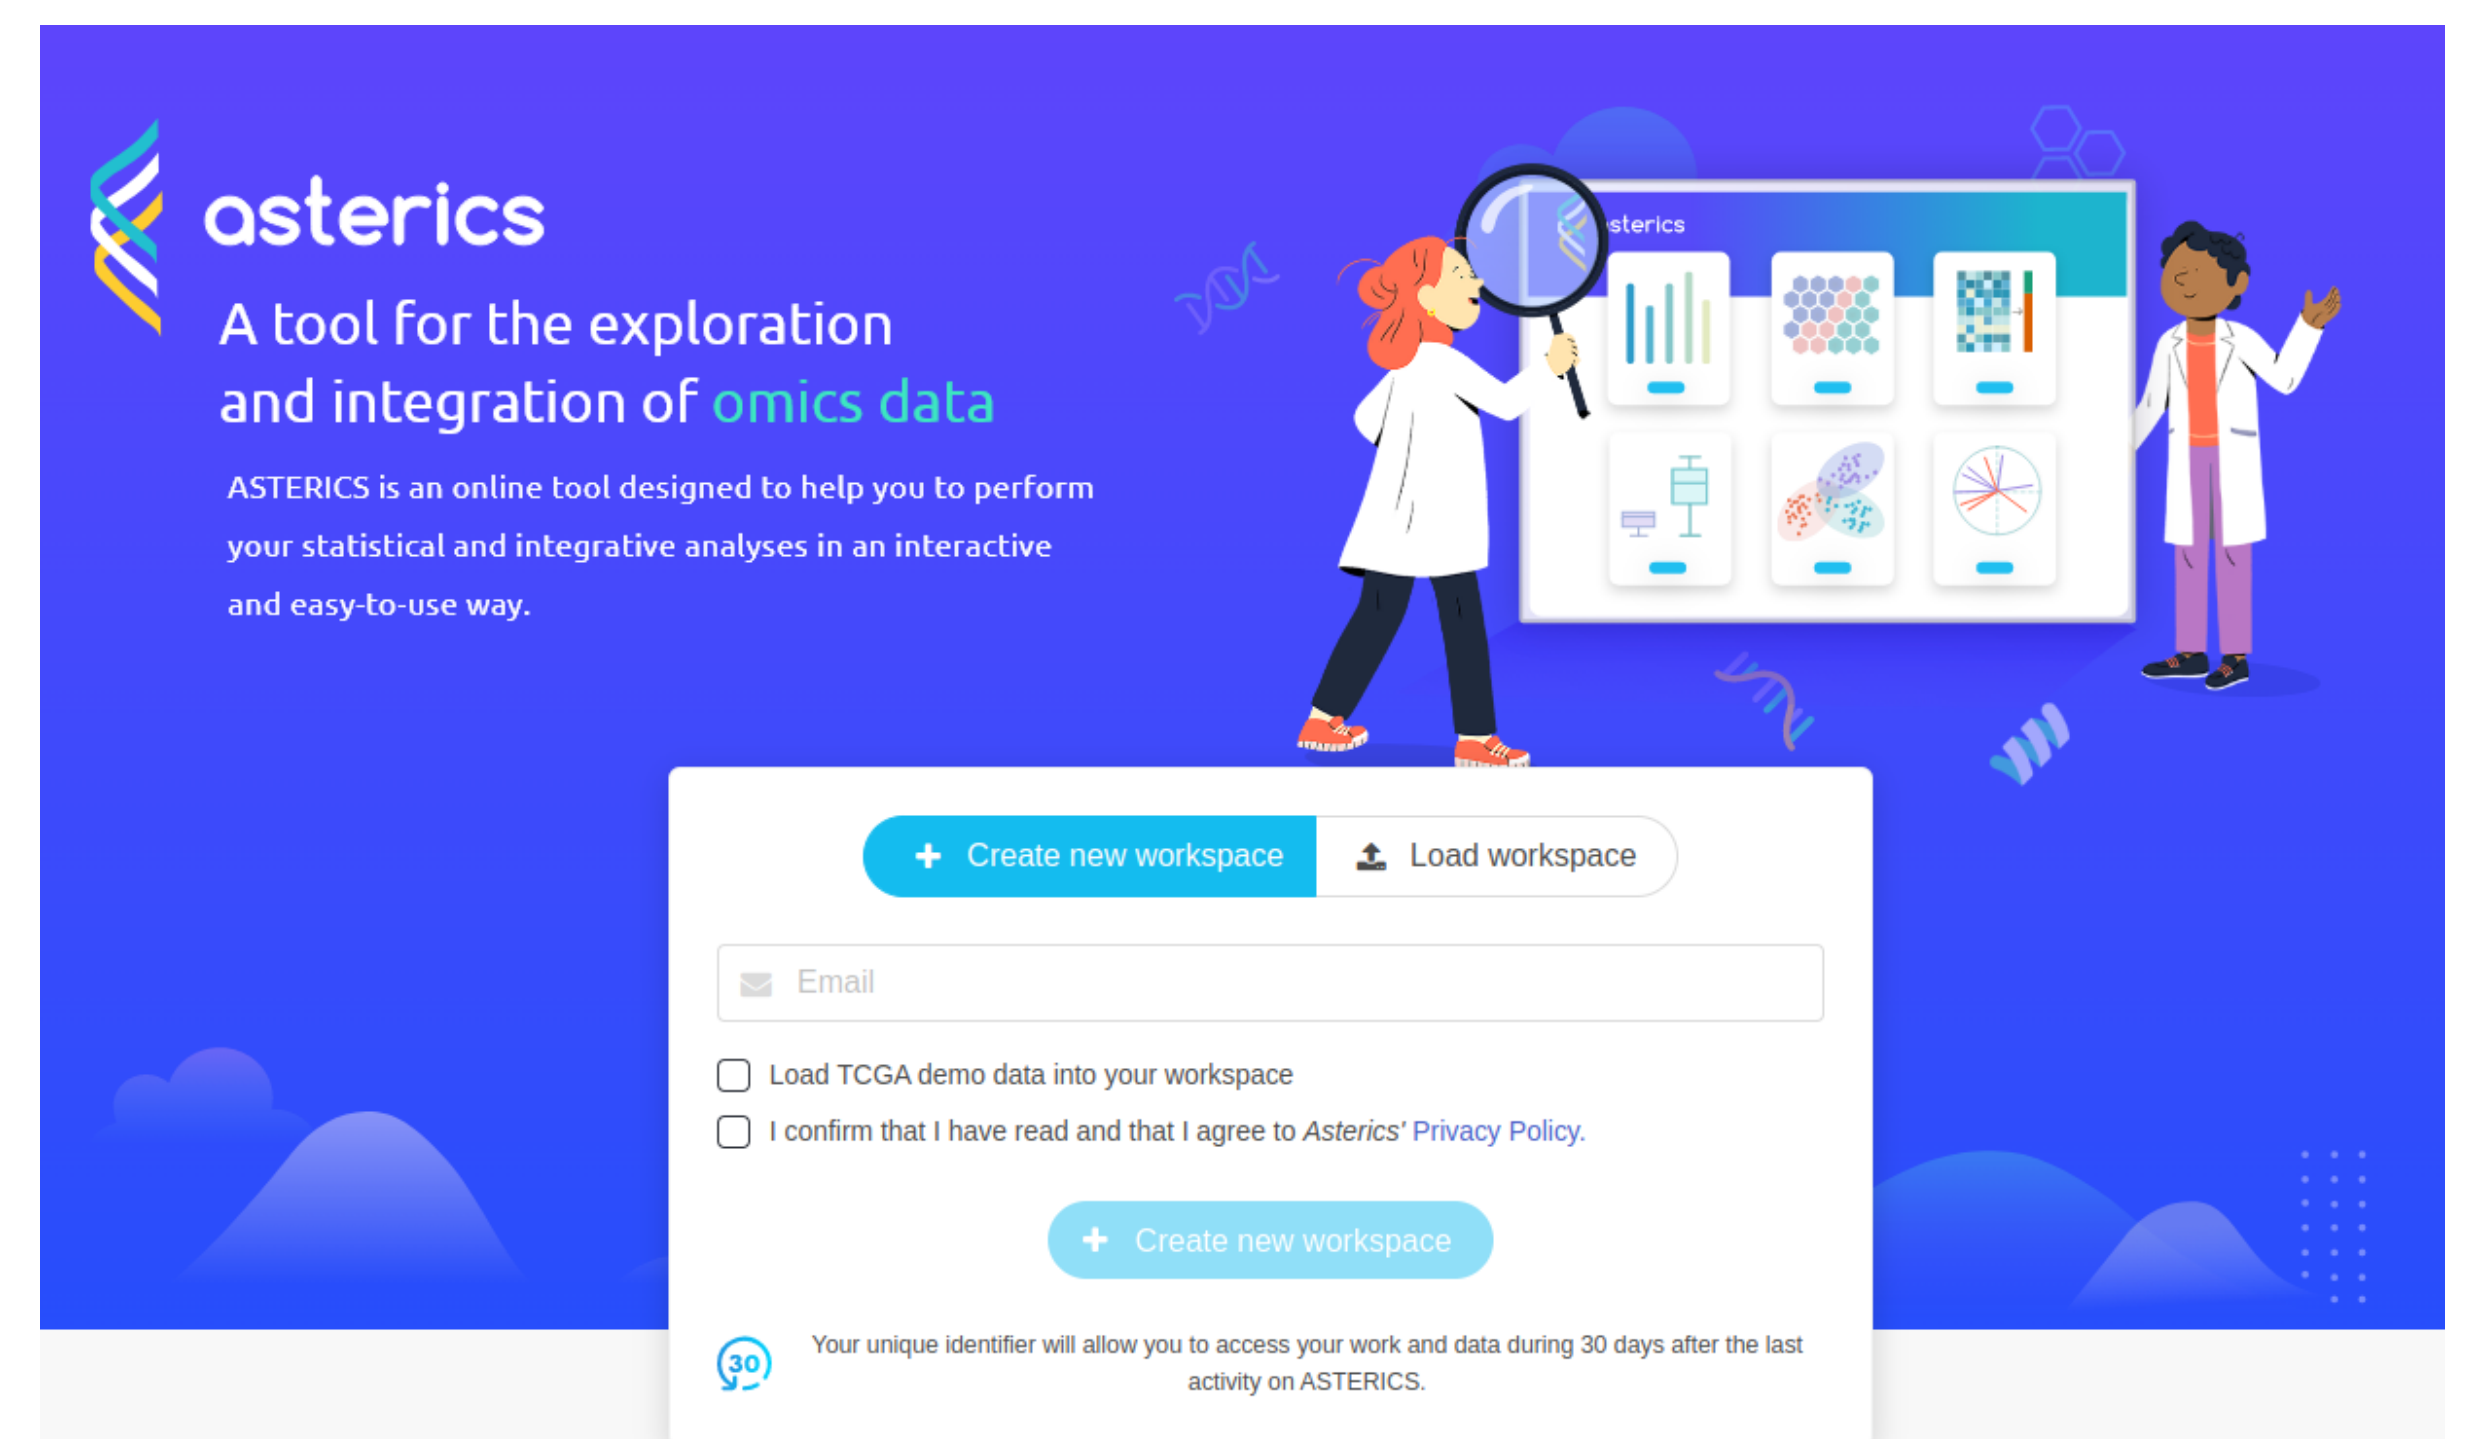 asterics
A tool for the exploration
and integration of omics data
ASTERICS is an online tool designed to help you to perform
your statistical and integrative analyses in an interactive
and easy-to-use way.
sterics
Create new workspace
Load workspace
Email
Load TCGA demo data into your workspace
I confirm that I have read and that I agree to Asterics' Privacy Policy.
Create new workspace
30
Your unique identifier will allow you to access your work and data during 30 days after the last
activity on ASTERICS.